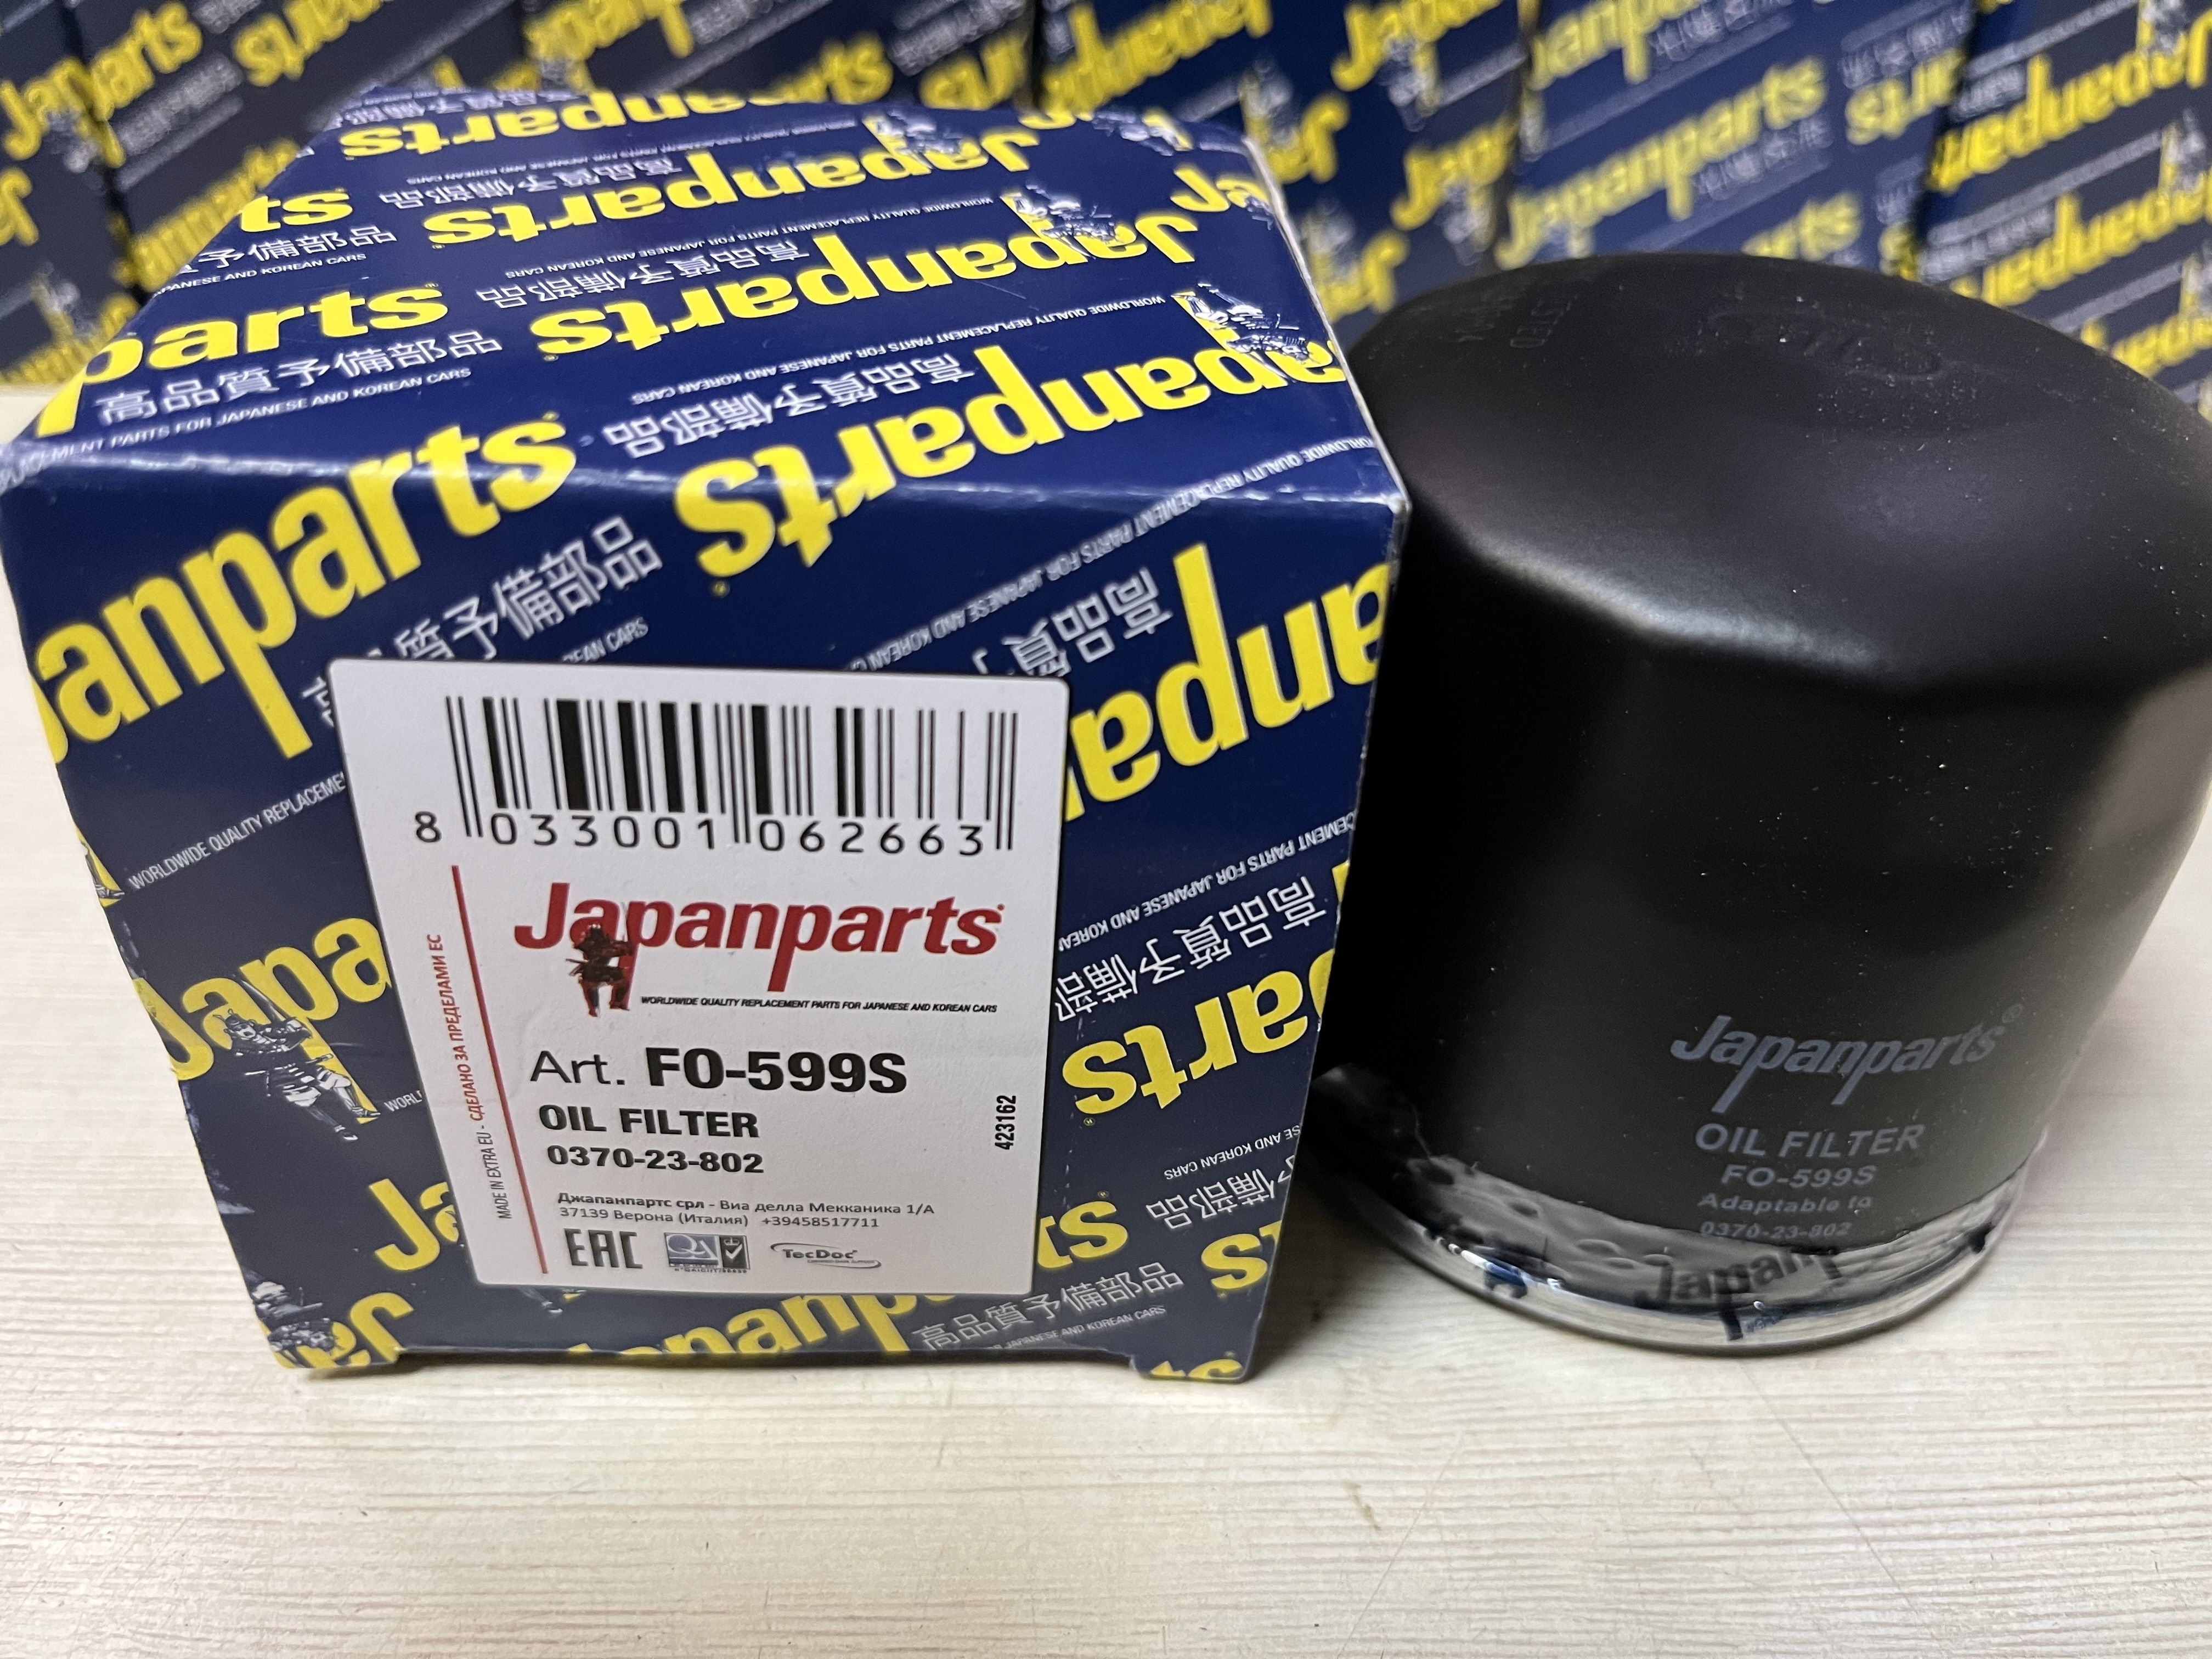 Japanparts
高品質予備部品
WORLDWIDE QUALITY REPLACEMENT PARTS FOR JAPANESE AND KOREAN CARS
8 033001 062663
Japanparts
WORLDWIDE QUALITY REPLACEMENT PARTS FOR JAPANESE AND KOREAN CARS
MADE IN EXTRA EU - СДЕЛАНО ЗА ПРЕДЕЛАМИ ЕС
Art. FO-599S
OIL FILTER
0370-23-802
423162
Джапанпартс срл - Виа делла Мекканика 1/А
37139 Верона (Италия) +39458517711
EAC
QA
TecDoc
Japanparts®
OIL FILTER
FO-599S
Adaptable to
0370-23-802
Japanp